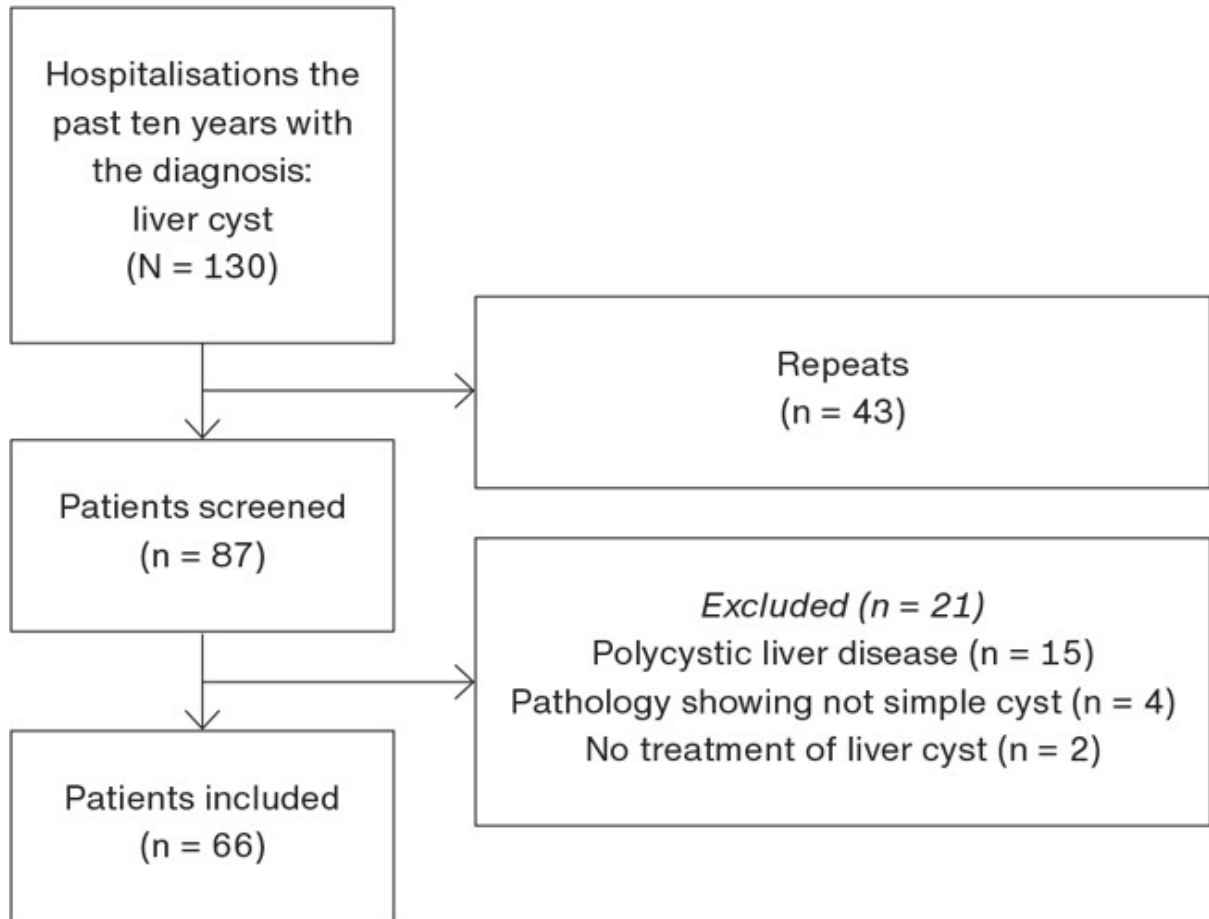 Hospitalisations the
past ten years with
the diagnosis:
liver cyst
(N = 130)
Repeats
(n = 43)
Patients screened
(n = 87)
Excluded (n = 21)
Polycystic liver disease (n = 15)
Pathology showing not simple cyst (n = 4)
No treatment of liver cyst (n = 2)
Patients included
(n = 66)